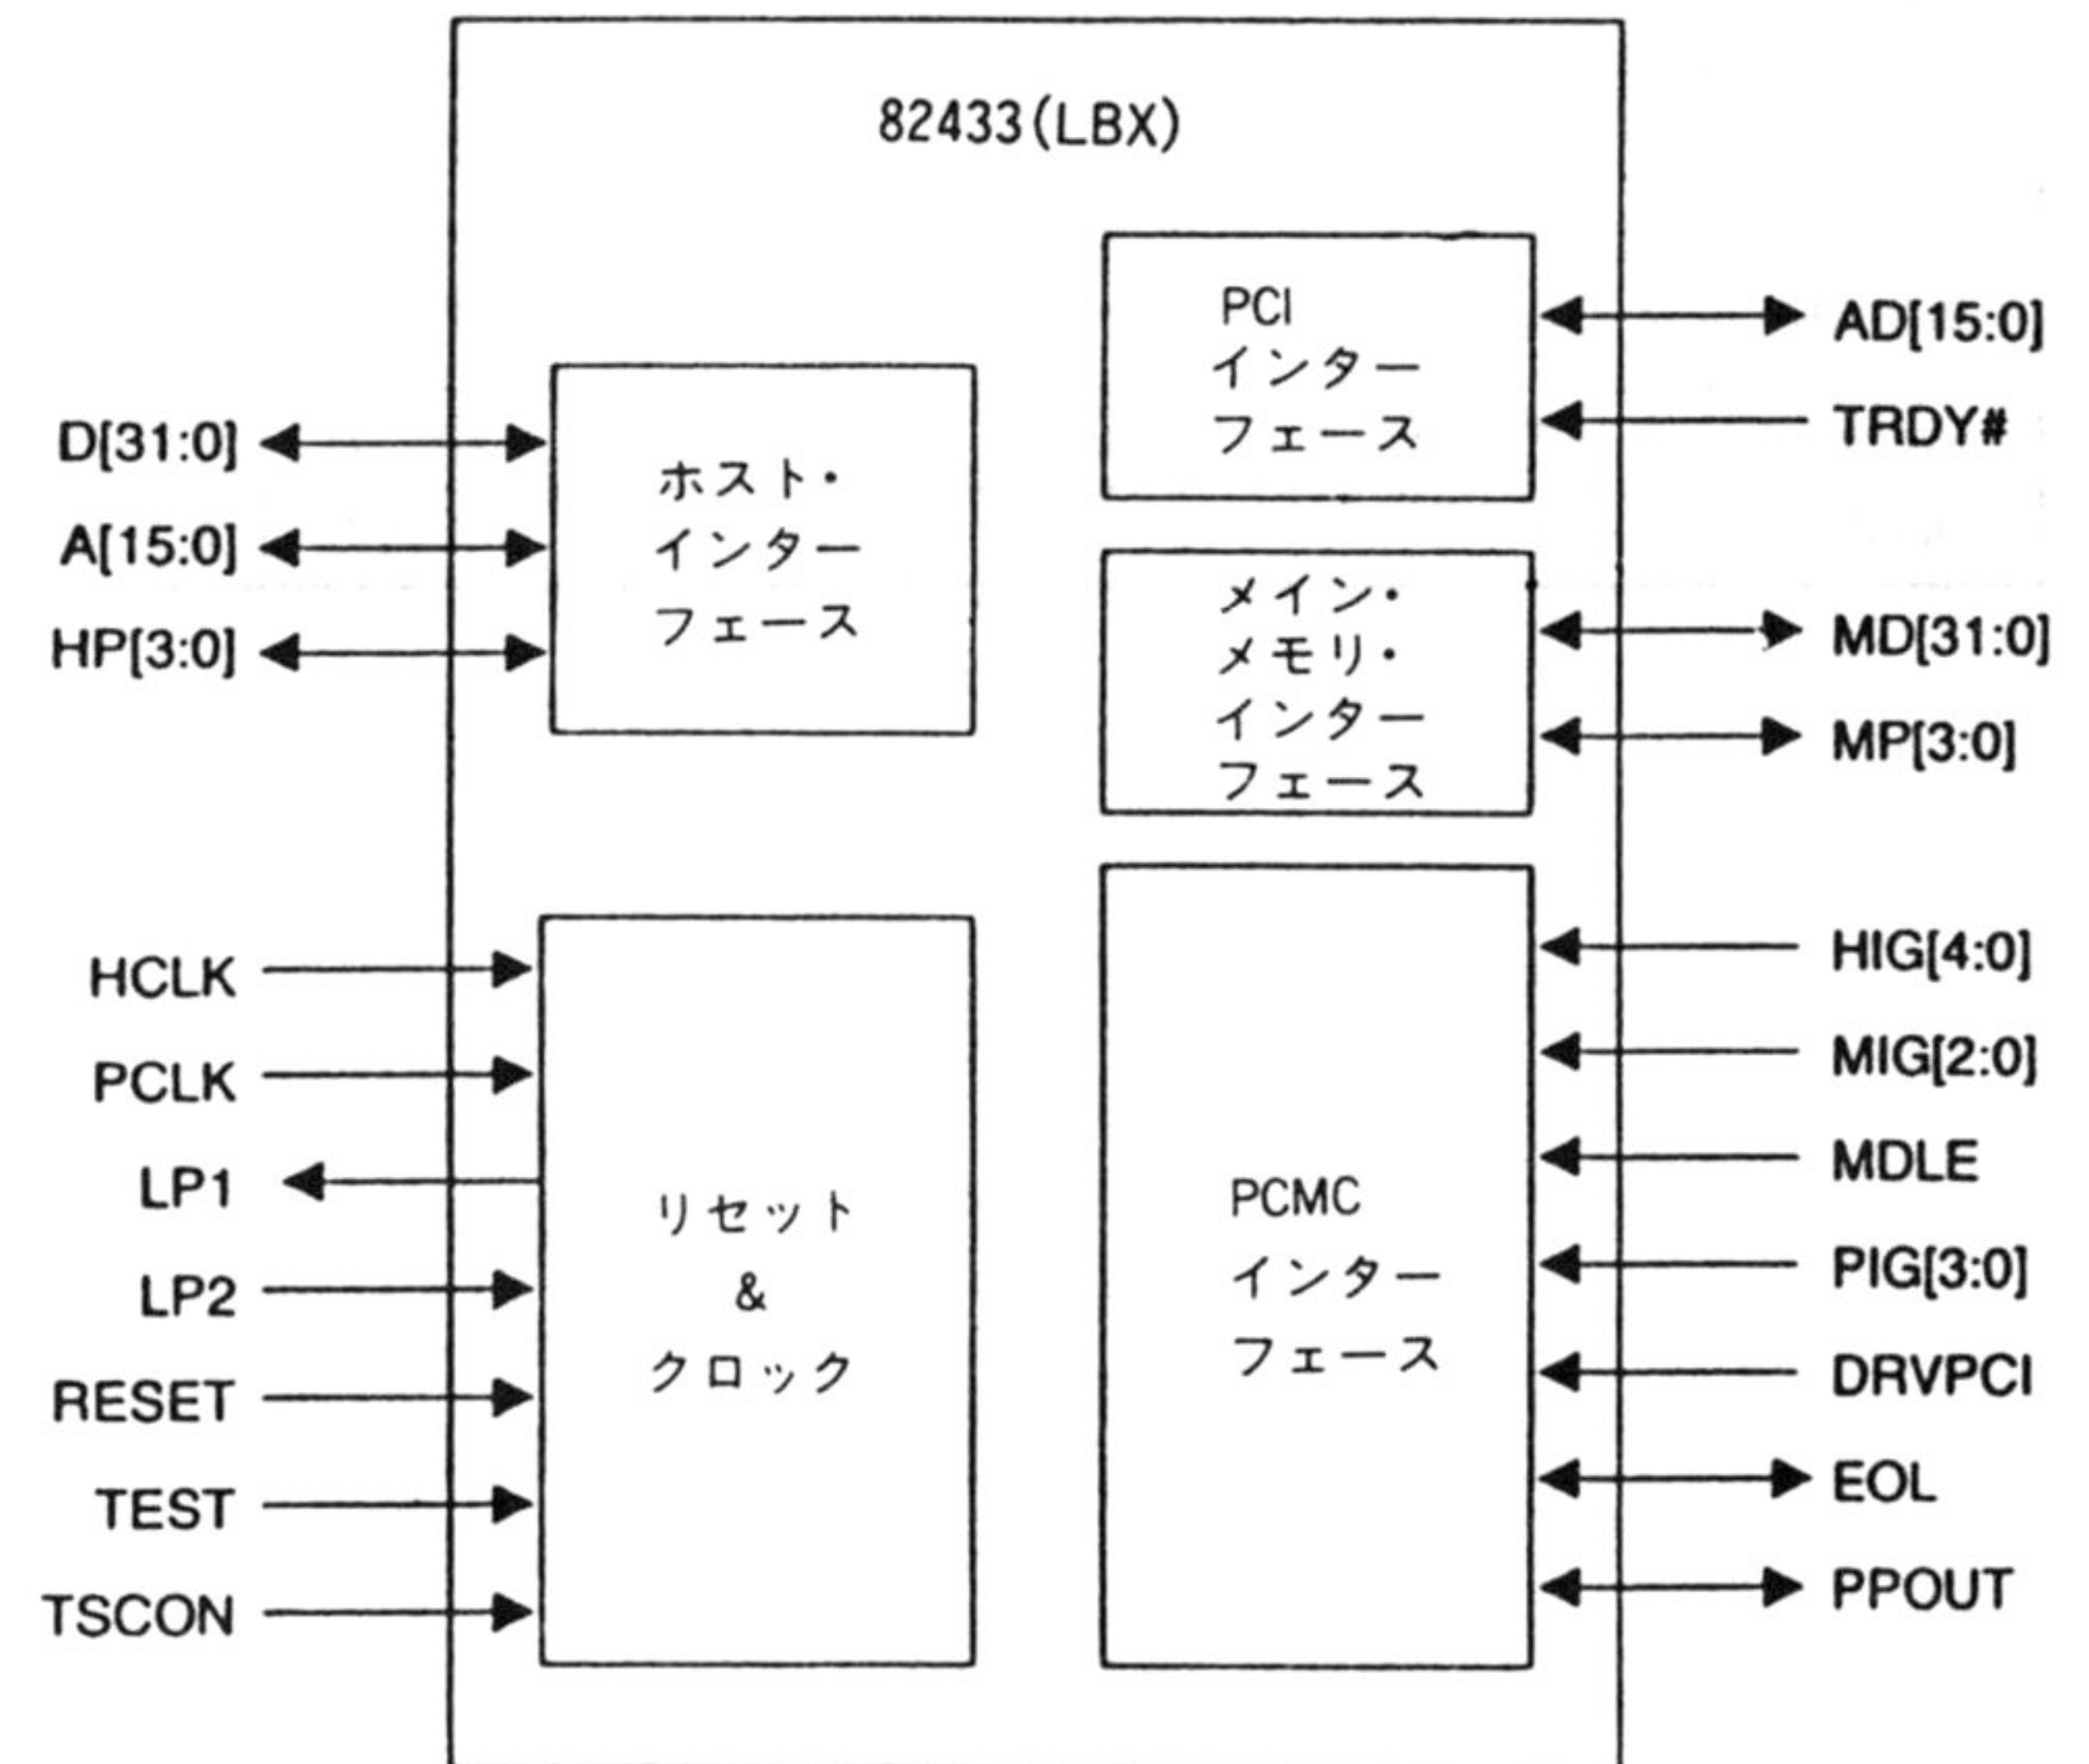 82433(LBX)
PCI
インター
フェース
AD[15:0]
TRDY#
D[31:0]
A[15:0]
HP[3:0]
ホスト・
インター
フェース
メイン・
メモリ・
インター
フェース
MD[31:0]
MP[3:0]
HCLK
PCLK
LP1
LP2
RESET
TEST
TSCON
リセット
&
クロック
PCMC
インター
フェース
HIG[4:0]
MIG[2:0]
MDLE
PIG[3:0]
DRVPCI
EOL
PPOUT